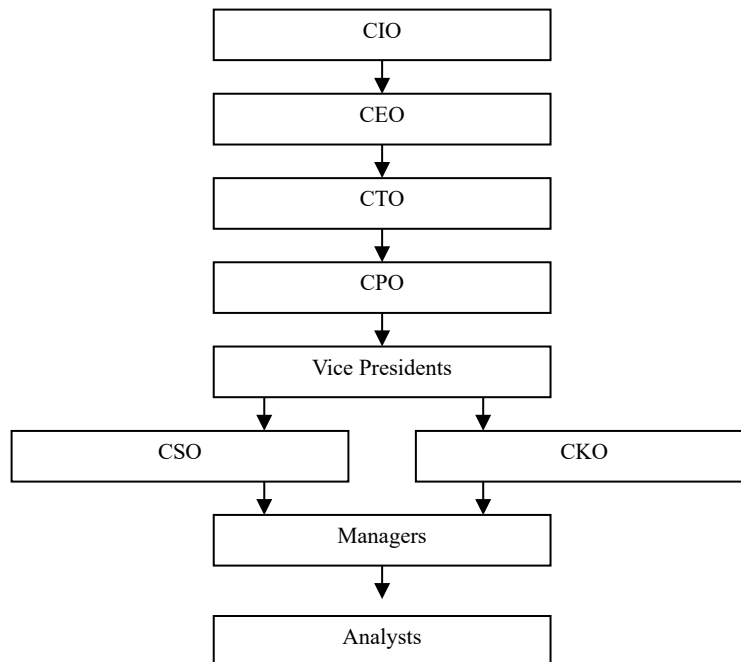 CIO
CEO
CTO
CPO
Vice Presidents
CSO
CKO
Managers
Analysts